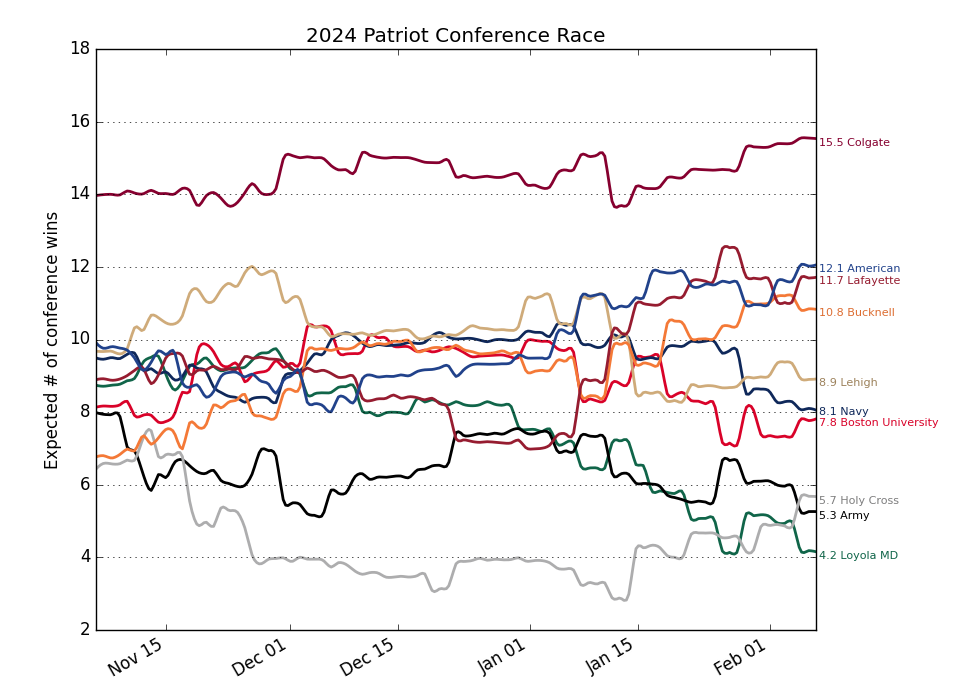 2024 Patriot Conference Race
Expected # of conference wins
18
16
14
12
10
8
6
4
2
15.5 Colgate
12.1 American
11.7 Lafayette
10.8 Bucknell
8.9 Lehigh
8.1 Navy
7.8 Boston University
5.7 Holy Cross
5.3 Army
4.2 Loyola MD
Nov 15
Dec 01
Dec 15
Jan 01
Jan 15
Feb 01